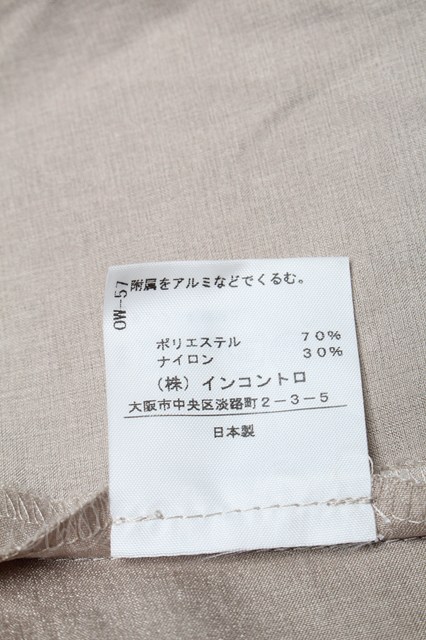 OW-57
附属をアルミなどでくるむ。
ポリエステル 70%
ナイロン 30%
(株)インコントロ
大阪市中央区淡路町2-3-5
日本製